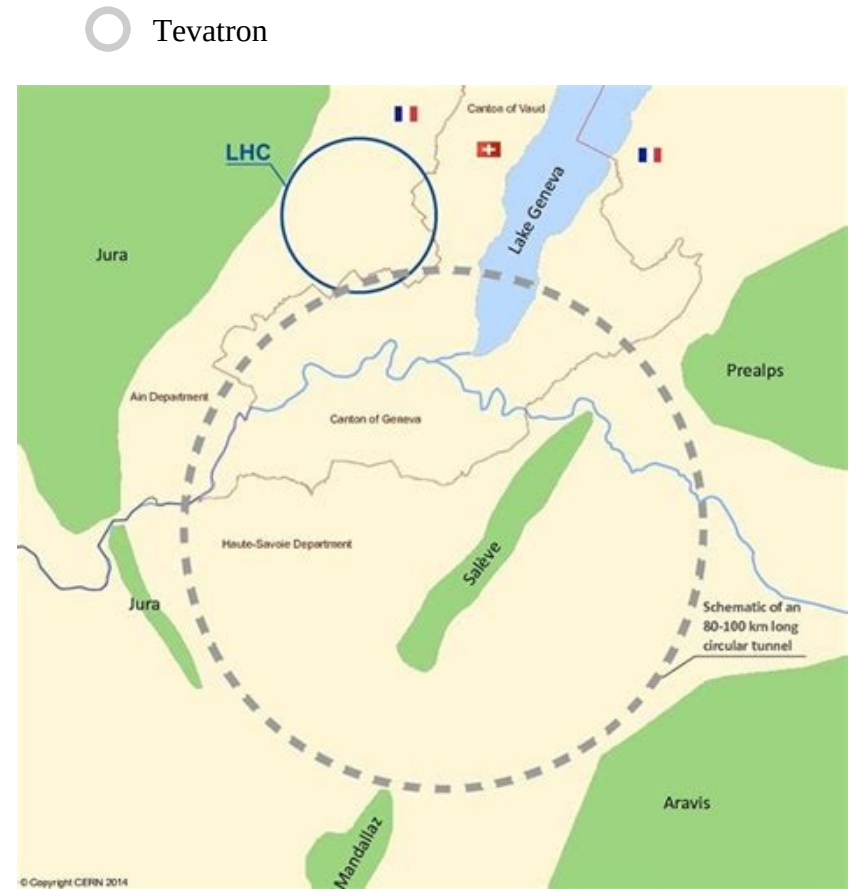 Tevatron
Canton of Vaud
LHC
Lake Geneva
Jura
Prealps
Ain Department
Canton of Geneva
Haute-Savoie Department
Salève
Jura
Schematic of an
80-100 km long
circular tunnel
Aravis
Mandallaz
© Copyright CERN 2014